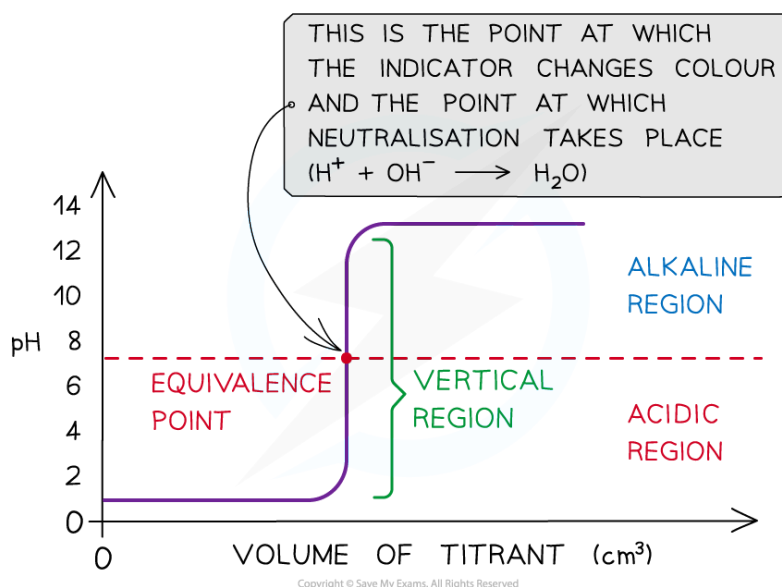 THIS IS THE POINT AT WHICH
THE INDICATOR CHANGES COLOUR
AND THE POINT AT WHICH
NEUTRALISATION TAKES PLACE
(H⁺ + OH⁻ ⟶ H₂O)
14
12
10
8
pH
6
4
2
0
ALKALINE
REGION
EQUIVALENCE
POINT
VERTICAL
REGION
ACIDIC
REGION
0
VOLUME OF TITRANT (cm³)
Copyright © Save My Exams. All Rights Reserved